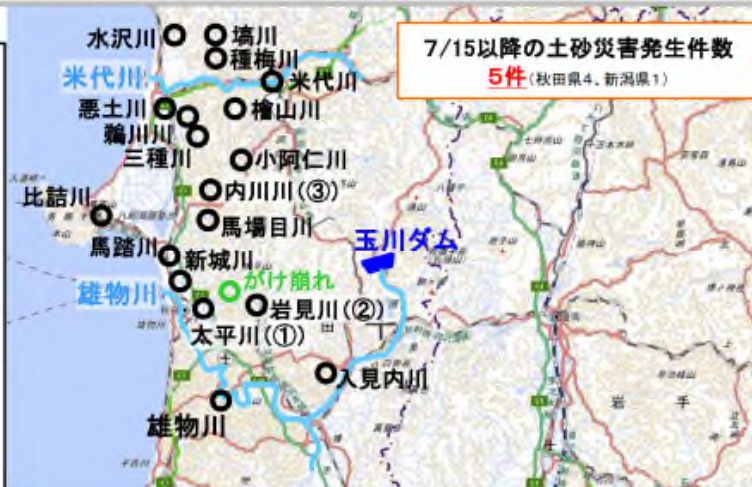 7/15以降の土砂災害発生件数
5件(秋田県4、新潟県1)
水沢川
塙川
種梅川
米代川
米代川
悪土川
檜山川
鵜川川
三種川
小阿仁川
比詰川
内川川(③)
馬場目川
馬踏川
新城川
玉川ダム
雄物川
がけ崩れ
岩見川(②)
太平川(①)
入見内川
雄物川
岩手